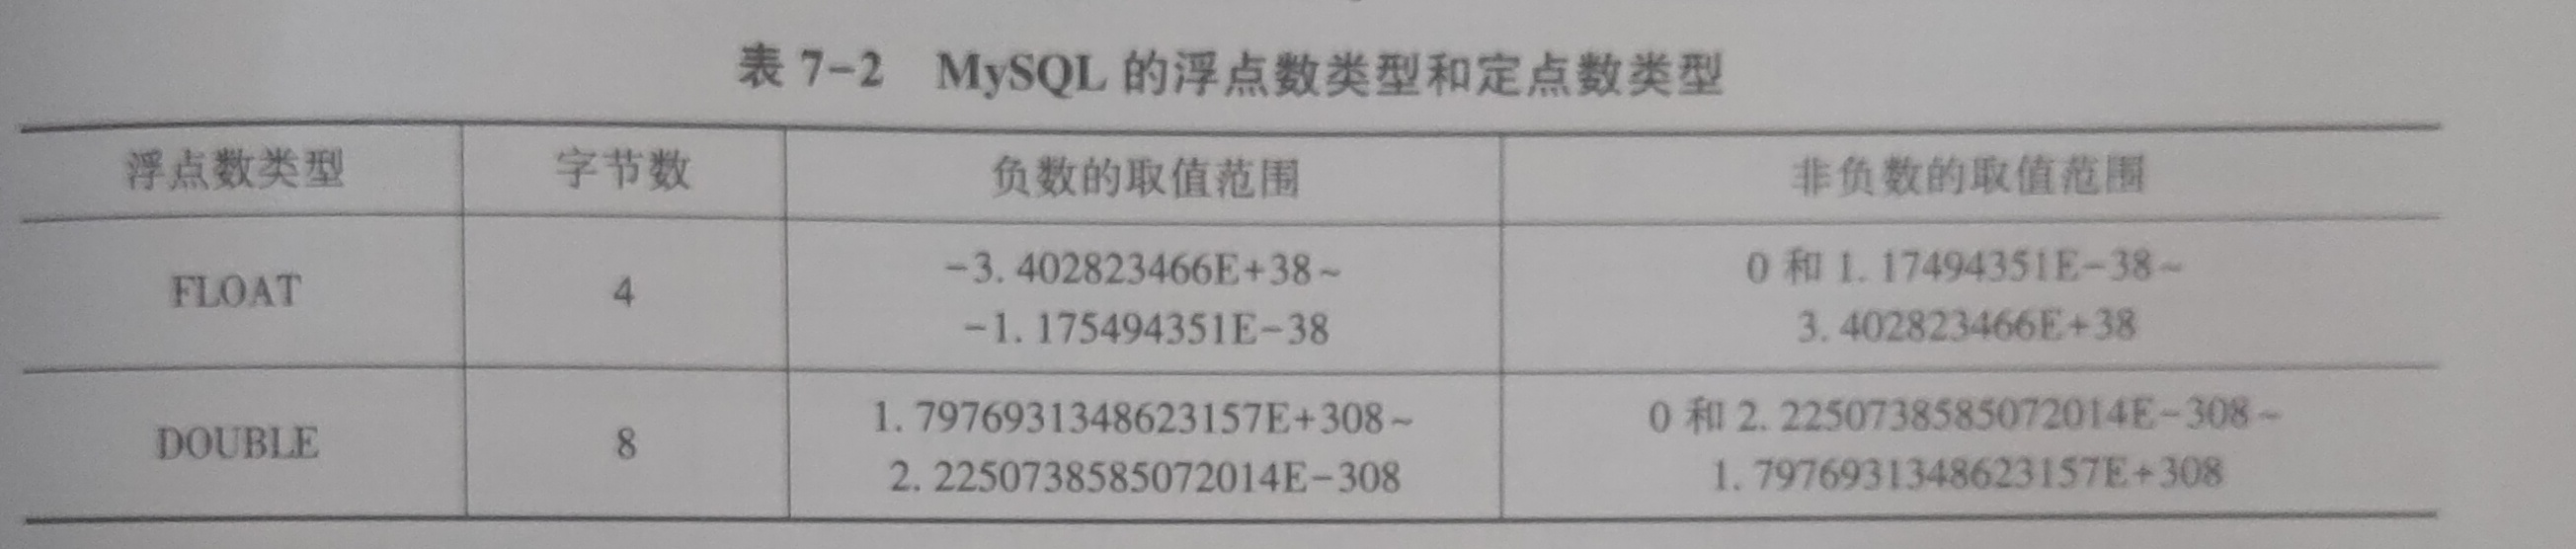 表 7-2 MySQL 的浮点数类型和定点数类型
浮点数类型 字节数 负数的取值范围 非负数的取值范围
FLOAT 4 -3.402823466E+38~ 0 和 1.17494351E-38~
-1.175494351E-38 3.402823466E+38
DOUBLE 8 1.7976931348623157E+308~ 0 和 2.2250738585072014E-308~
2.2250738585072014E-308 1.7976931348623157E+308